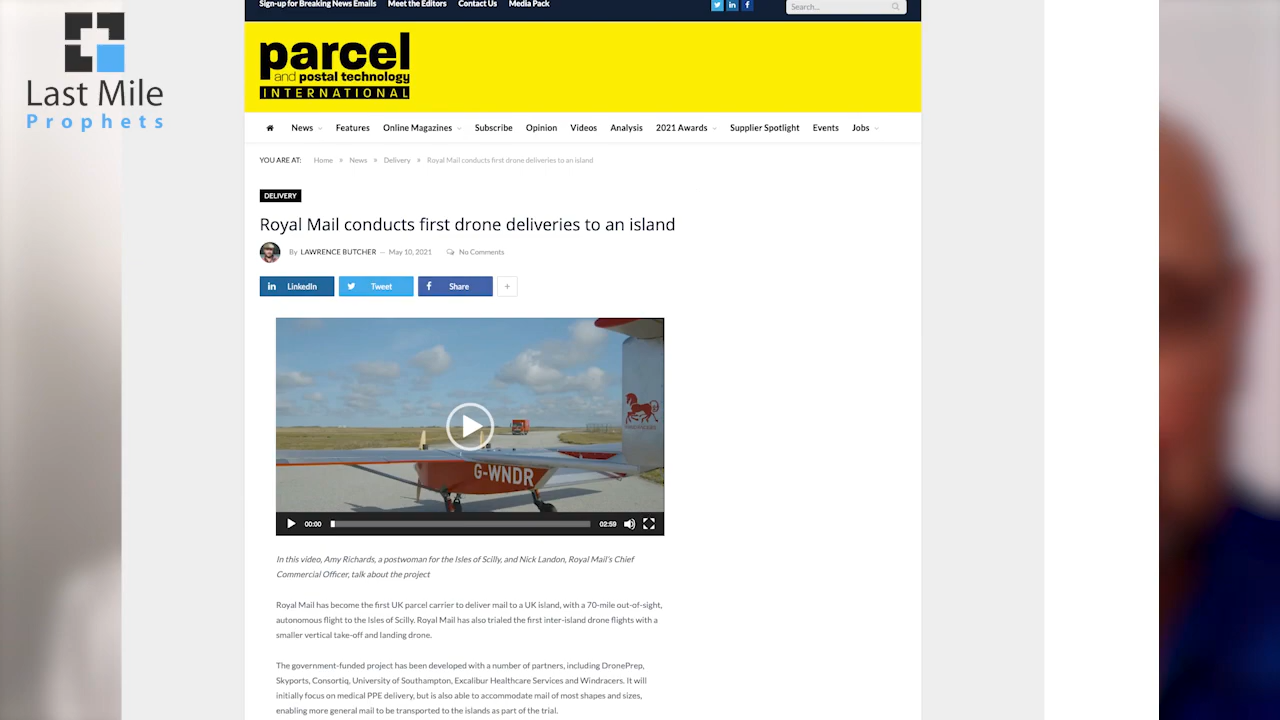 Sign-up for Breaking News Emails Meet the Editors Contact Us Media Pack
Search...
Last Mile
Prophets
parcel
and postal technology
INTERNATIONAL
News Features Online Magazines Subscribe Opinion Videos Analysis 2021 Awards Supplier Spotlight Events Jobs
YOU ARE AT: Home » News » Delivery » Royal Mail conducts first drone deliveries to an island
DELIVERY
Royal Mail conducts first drone deliveries to an island
By LAWRENCE BUTCHER — May 10, 2021 No Comments
LinkedIn Tweet Share +
G-WNDR
00:00 02:59
In this video, Amy Richards, a postwoman for the Isles of Scilly, and Nick Landon, Royal Mail's Chief
Commercial Officer, talk about the project
Royal Mail has become the first UK parcel carrier to deliver mail to a UK island, with a 70-mile out-of-sight,
autonomous flight to the Isles of Scilly. Royal Mail has also trialed the first inter-island drone flights with a
smaller vertical take-off and landing drone.
The government-funded project has been developed with a number of partners, including DronePrep,
Skyports, Consortiq, University of Southampton, Excalibur Healthcare Services and Windracers. It will
initially focus on medical PPE delivery, but is also able to accommodate mail of most shapes and sizes,
enabling more general mail to be transported to the islands as part of the trial.